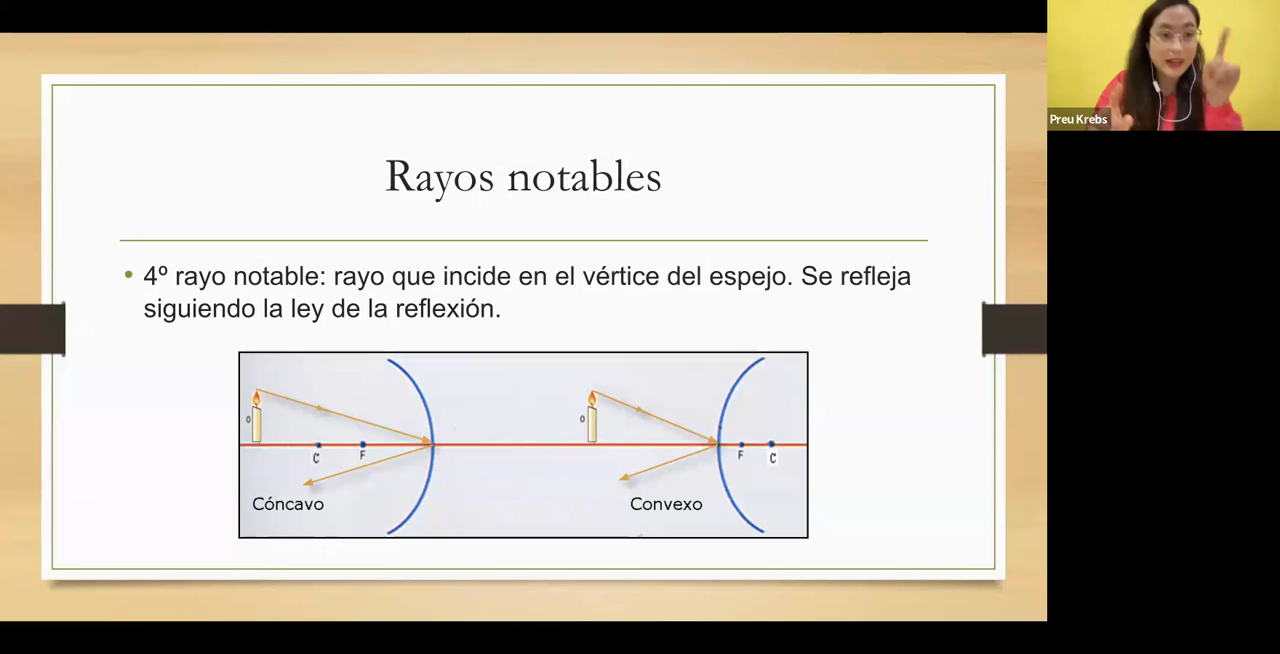 Preu Krebs
Rayos notables
• 4º rayo notable: rayo que incide en el vértice del espejo. Se refleja
siguiendo la ley de la reflexión.
o
C
F
Cóncavo
o
F
C
Convexo